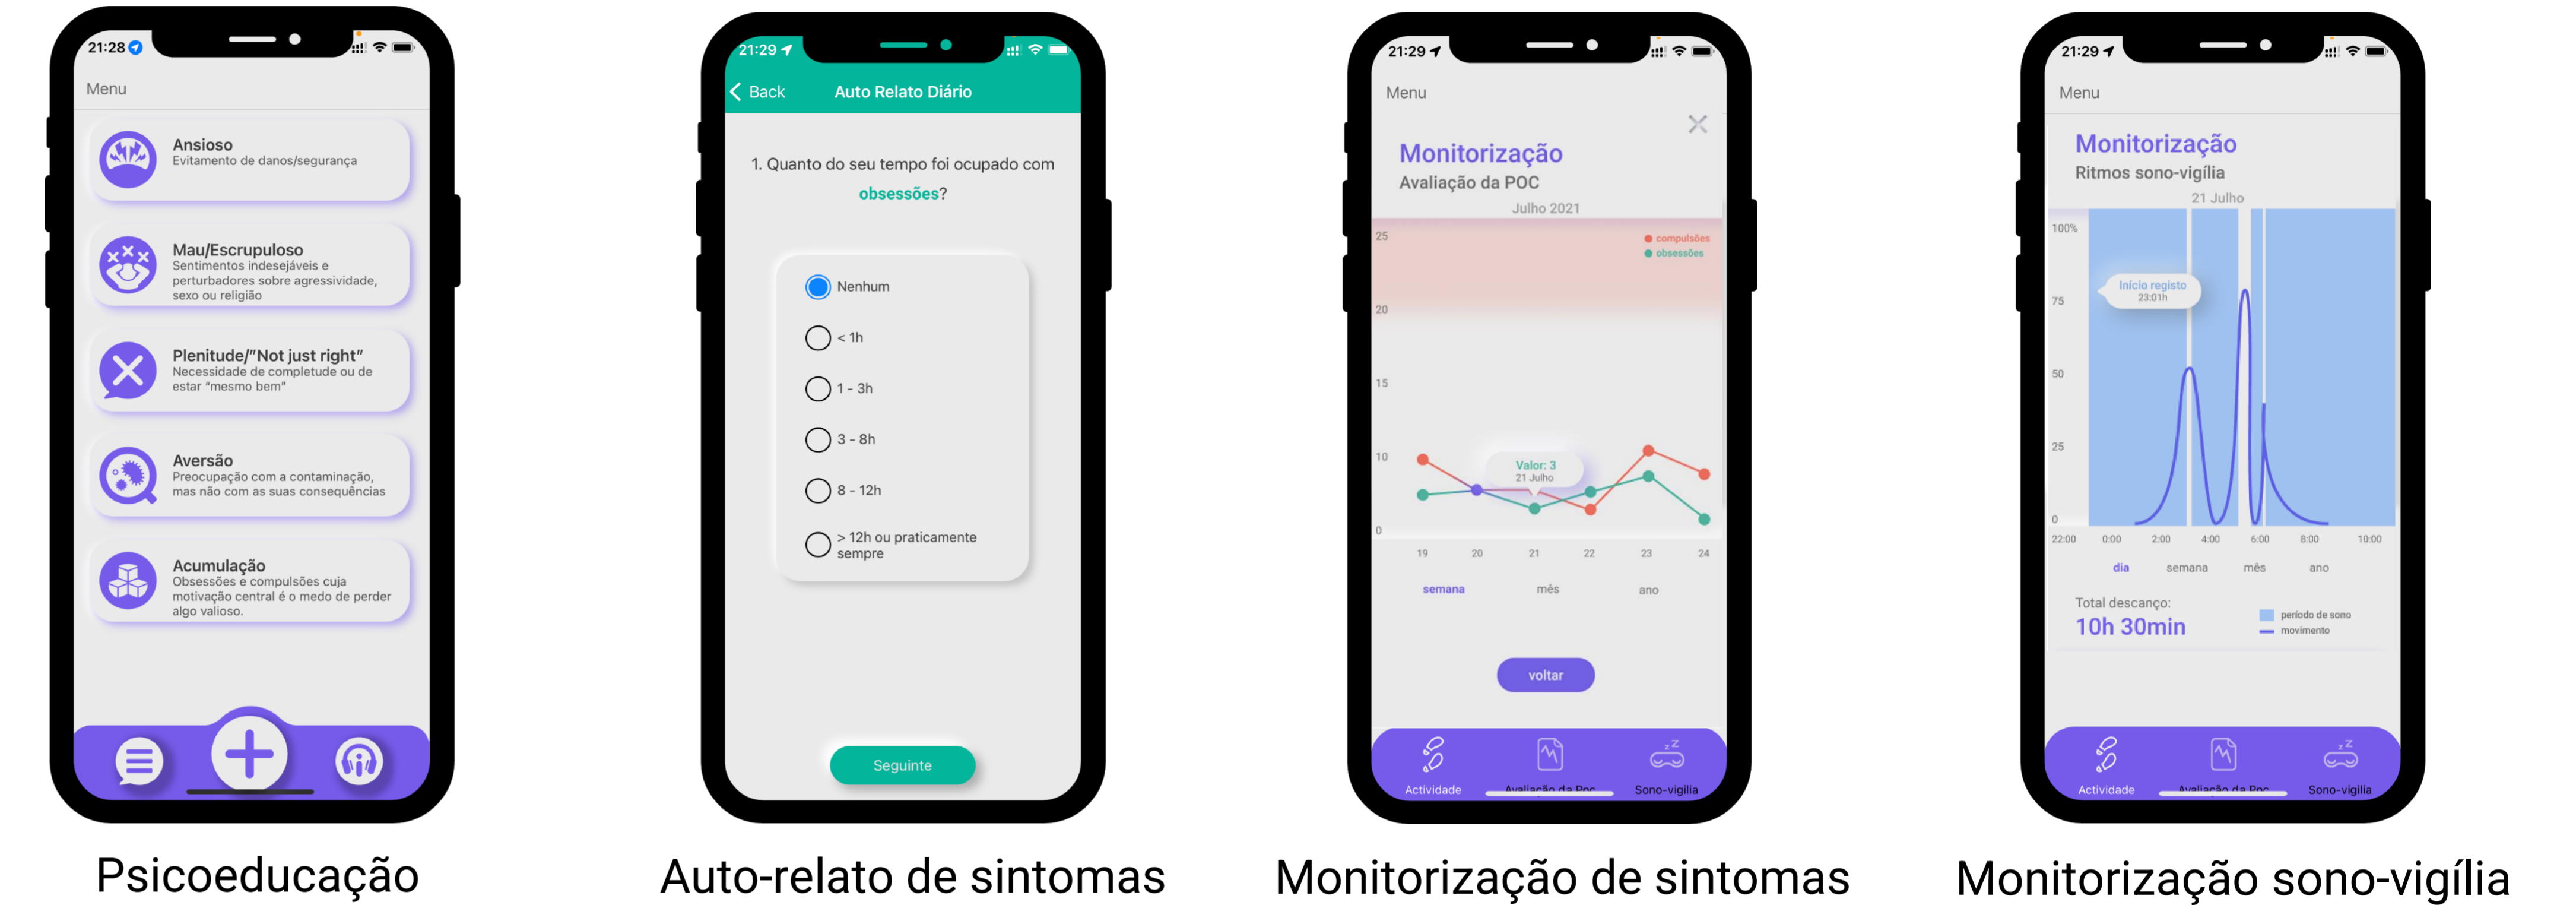 21:28
Menu
Ansioso
Evitamento de danos/segurança
Mau/Escrupuloso
Sentimentos indesejáveis e
perturbadores sobre agressividade,
sexo ou religião
Plenitude/"Not just right"
Necessidade de completude ou de
estar "mesmo bem"
Aversão
Preocupação com a contaminação,
mas não com as suas consequências
Acumulação
Obsessões e compulsões cuja
motivação central é o medo de perder
algo valioso.
Psicoeducação
21:29
Back
Auto Relato Diário
1. Quanto do seu tempo foi ocupado com
obsessões?
Nenhum
< 1h
1 - 3h
3 - 8h
8 - 12h
> 12h ou praticamente
sempre
Seguinte
Auto-relato de sintomas
21:29
Menu
Monitorização
Avaliação da POC
Julho 2021
25
compulsões
obsessões
20
15
10
Valor: 3
21 Julho
0
19 20 21 22 23 24
semana mês ano
voltar
Actividade Avaliação da Poc Sono-vigilia
Monitorização de sintomas
21:29
Menu
Monitorização
Ritmos sono-vigília
21 Julho
100%
Início registo
23:01h
75
50
25
0
22:00 0:00 2:00 4:00 6:00 8:00 10:00
dia semana mês ano
Total descanço:
10h 30min
período de sono
movimento
Actividade Avaliação da Poc Sono-vigilia
Monitorização sono-vigília